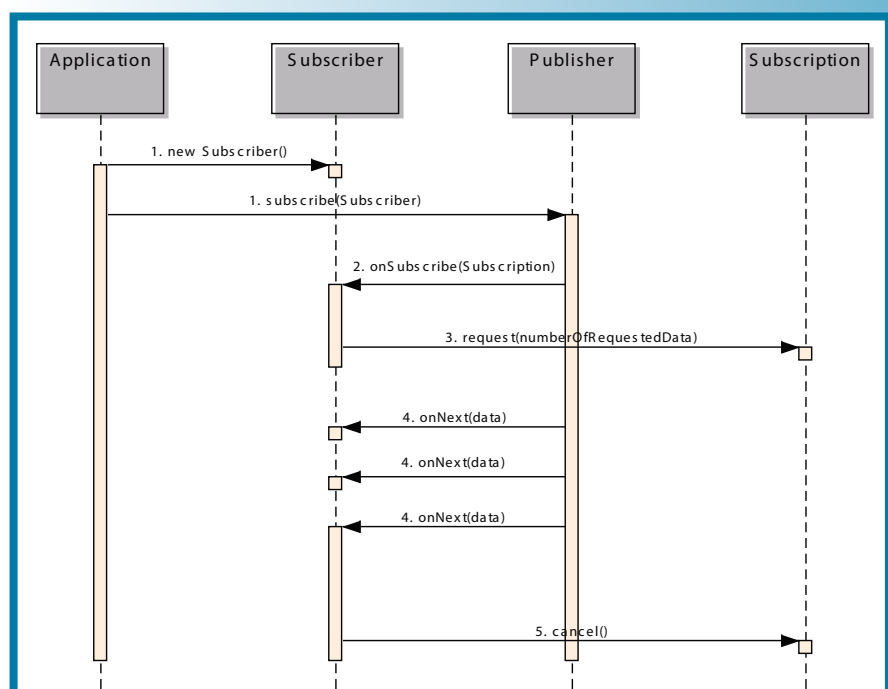 Application
Subscriber
Publisher
Subscription
1. new Subscriber()
1. subscribe(Subscriber)
2. onSubscribe(Subscription)
3. request(numberOfRequestedData)
4. onNext(data)
4. onNext(data)
4. onNext(data)
5. cancel()